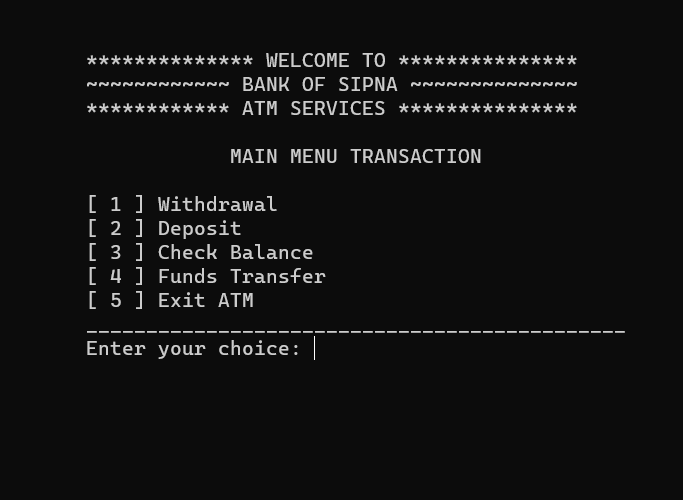 ************** WELCOME TO ***************
~~~~~~~~~~~~ BANK OF SIPNA ~~~~~~~~~~~~~~
************ ATM SERVICES ***************
MAIN MENU TRANSACTION
[ 1 ] Withdrawal
[ 2 ] Deposit
[ 3 ] Check Balance
[ 4 ] Funds Transfer
[ 5 ] Exit ATM
_____________________________________________
Enter your choice: